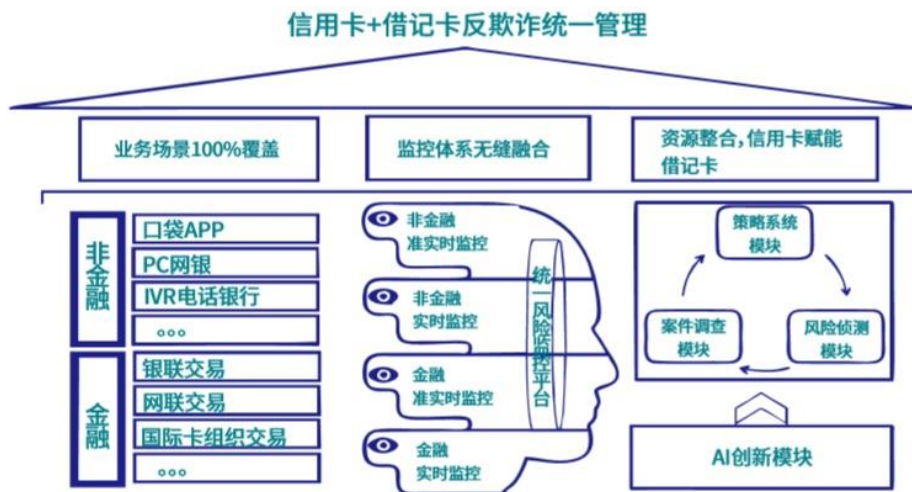 信用卡+借记卡反欺诈统一管理
业务场景100%覆盖
监控体系无缝融合
资源整合,信用卡赋能
借记卡
非金融
口袋APP
PC网银
IVR电话银行
。。。
金融
银联交易
网联交易
国际卡组织交易
。。。
非金融
准实时监控
非金融
实时监控
金融
准实时监控
金融
实时监控
统一风险监控平台
策略系统
模块
案件调查
模块
风险侦测
模块
AI创新模块